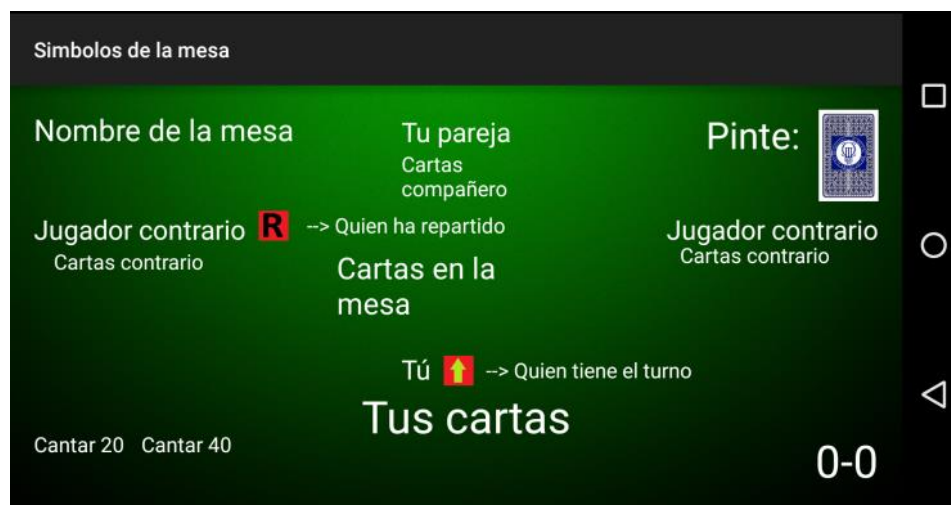 Simbolos de la mesa
Nombre de la mesa
Tu pareja
Cartas
compañero
Pinte:
Jugador contrario R --> Quien ha repartido
Cartas contrario
Jugador contrario
Cartas contrario
Cartas en la
mesa
Tú --> Quien tiene el turno
Tus cartas
Cantar 20 Cantar 40
0-0